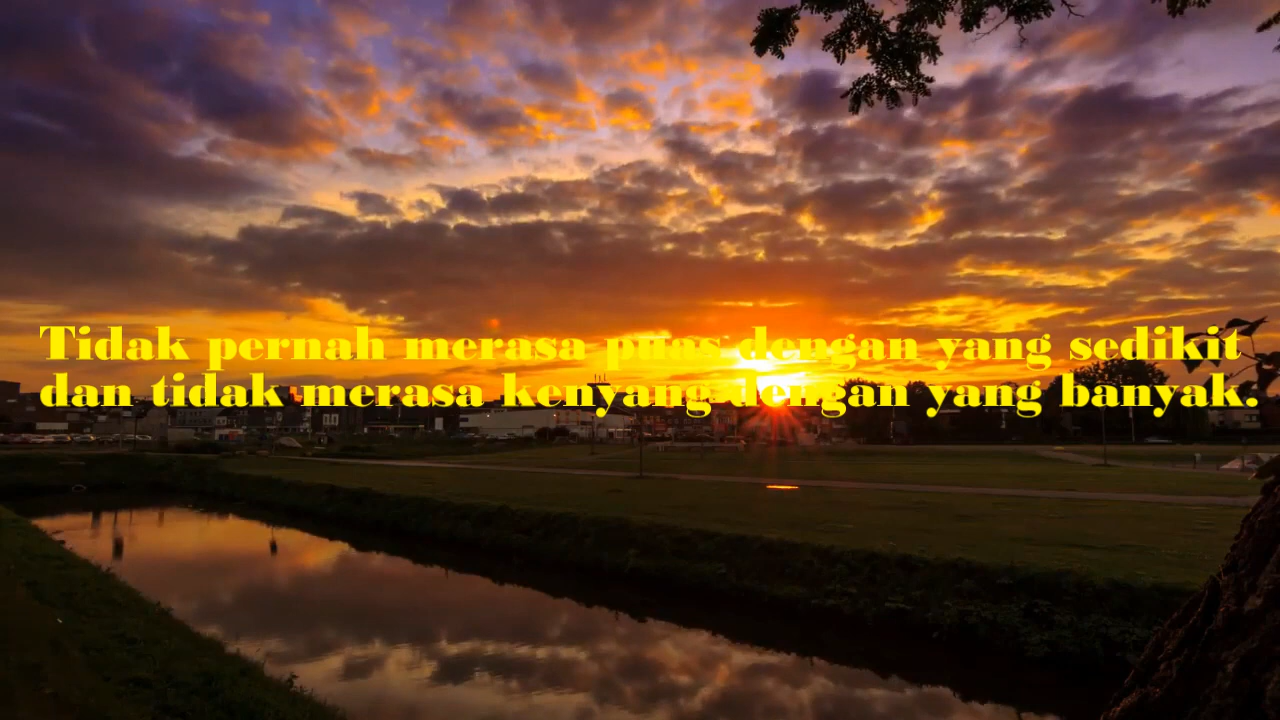 Tidak pernah merasa puas dengan yang sedikit
dan tidak merasa kenyang dengan yang banyak.